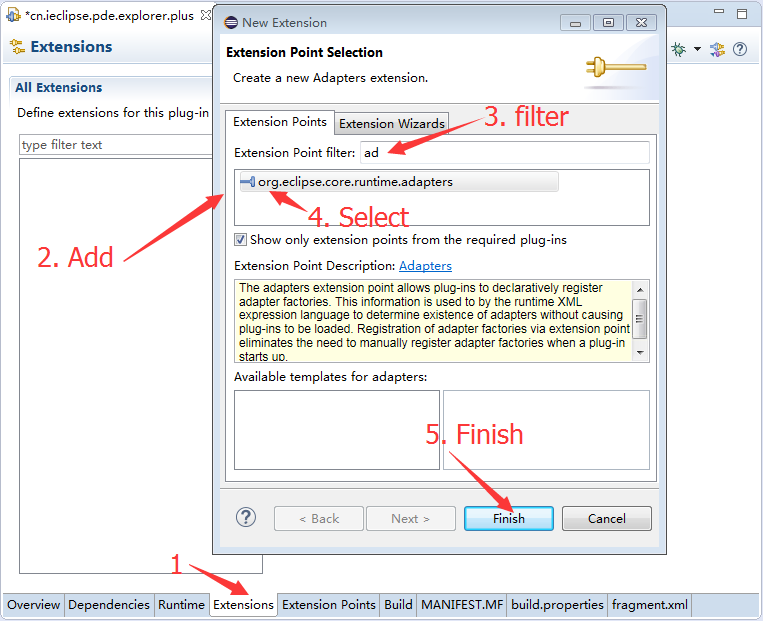 *cn.ieclipse.pde.explorer.plus
Extensions
All Extensions
Define extensions for this plug-in
type filter text
New Extension
Extension Point Selection
Create a new Adapters extension.
Extension Points
Extension Wizards
3. filter
Extension Point filter:
ad
org.eclipse.core.runtime.adapters
4. Select
2. Add
Show only extension points from the required plug-ins
Extension Point Description: Adapters
The adapters extension point allows plug-ins to declaratively register
adapter factories. This information is used to by the runtime XML
expression language to determine existence of adapters without causing
plug-ins to be loaded. Registration of adapter factories via extension point
eliminates the need to manually register adapter factories when a plug-in
starts up.
Available templates for adapters:
5. Finish
< Back
Next >
Finish
Cancel
1
Overview
Dependencies
Runtime
Extensions
Extension Points
Build
MANIFEST.MF
build.properties
fragment.xml